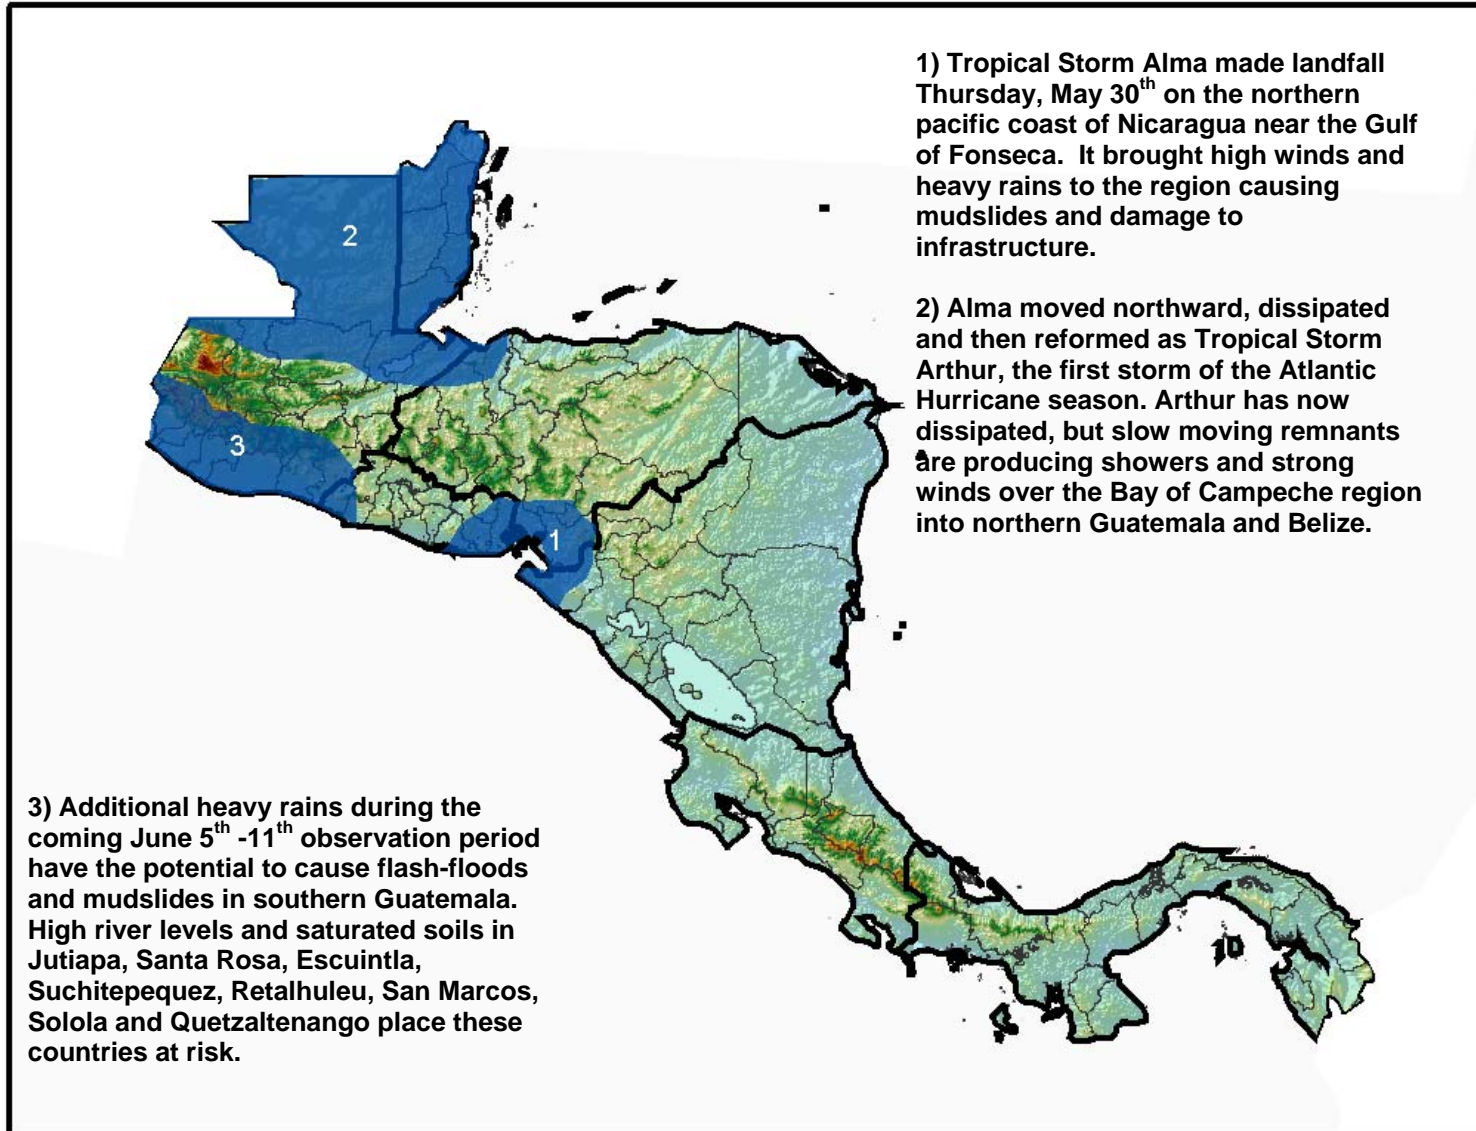 1) Tropical Storm Alma made landfall
Thursday, May 30th on the northern
pacific coast of Nicaragua near the Gulf
of Fonseca. It brought high winds and
heavy rains to the region causing
mudslides and damage to
infrastructure.
2) Alma moved northward, dissipated
and then reformed as Tropical Storm
Arthur, the first storm of the Atlantic
Hurricane season. Arthur has now
dissipated, but slow moving remnants
are producing showers and strong
winds over the Bay of Campeche region
into northern Guatemala and Belize.
2
3
1
3) Additional heavy rains during the
coming June 5th -11th observation period
have the potential to cause flash-floods
and mudslides in southern Guatemala.
High river levels and saturated soils in
Jutiapa, Santa Rosa, Escuintla,
Suchitepequez, Retalhuleu, San Marcos,
Solola and Quetzaltenango place these
countries at risk.